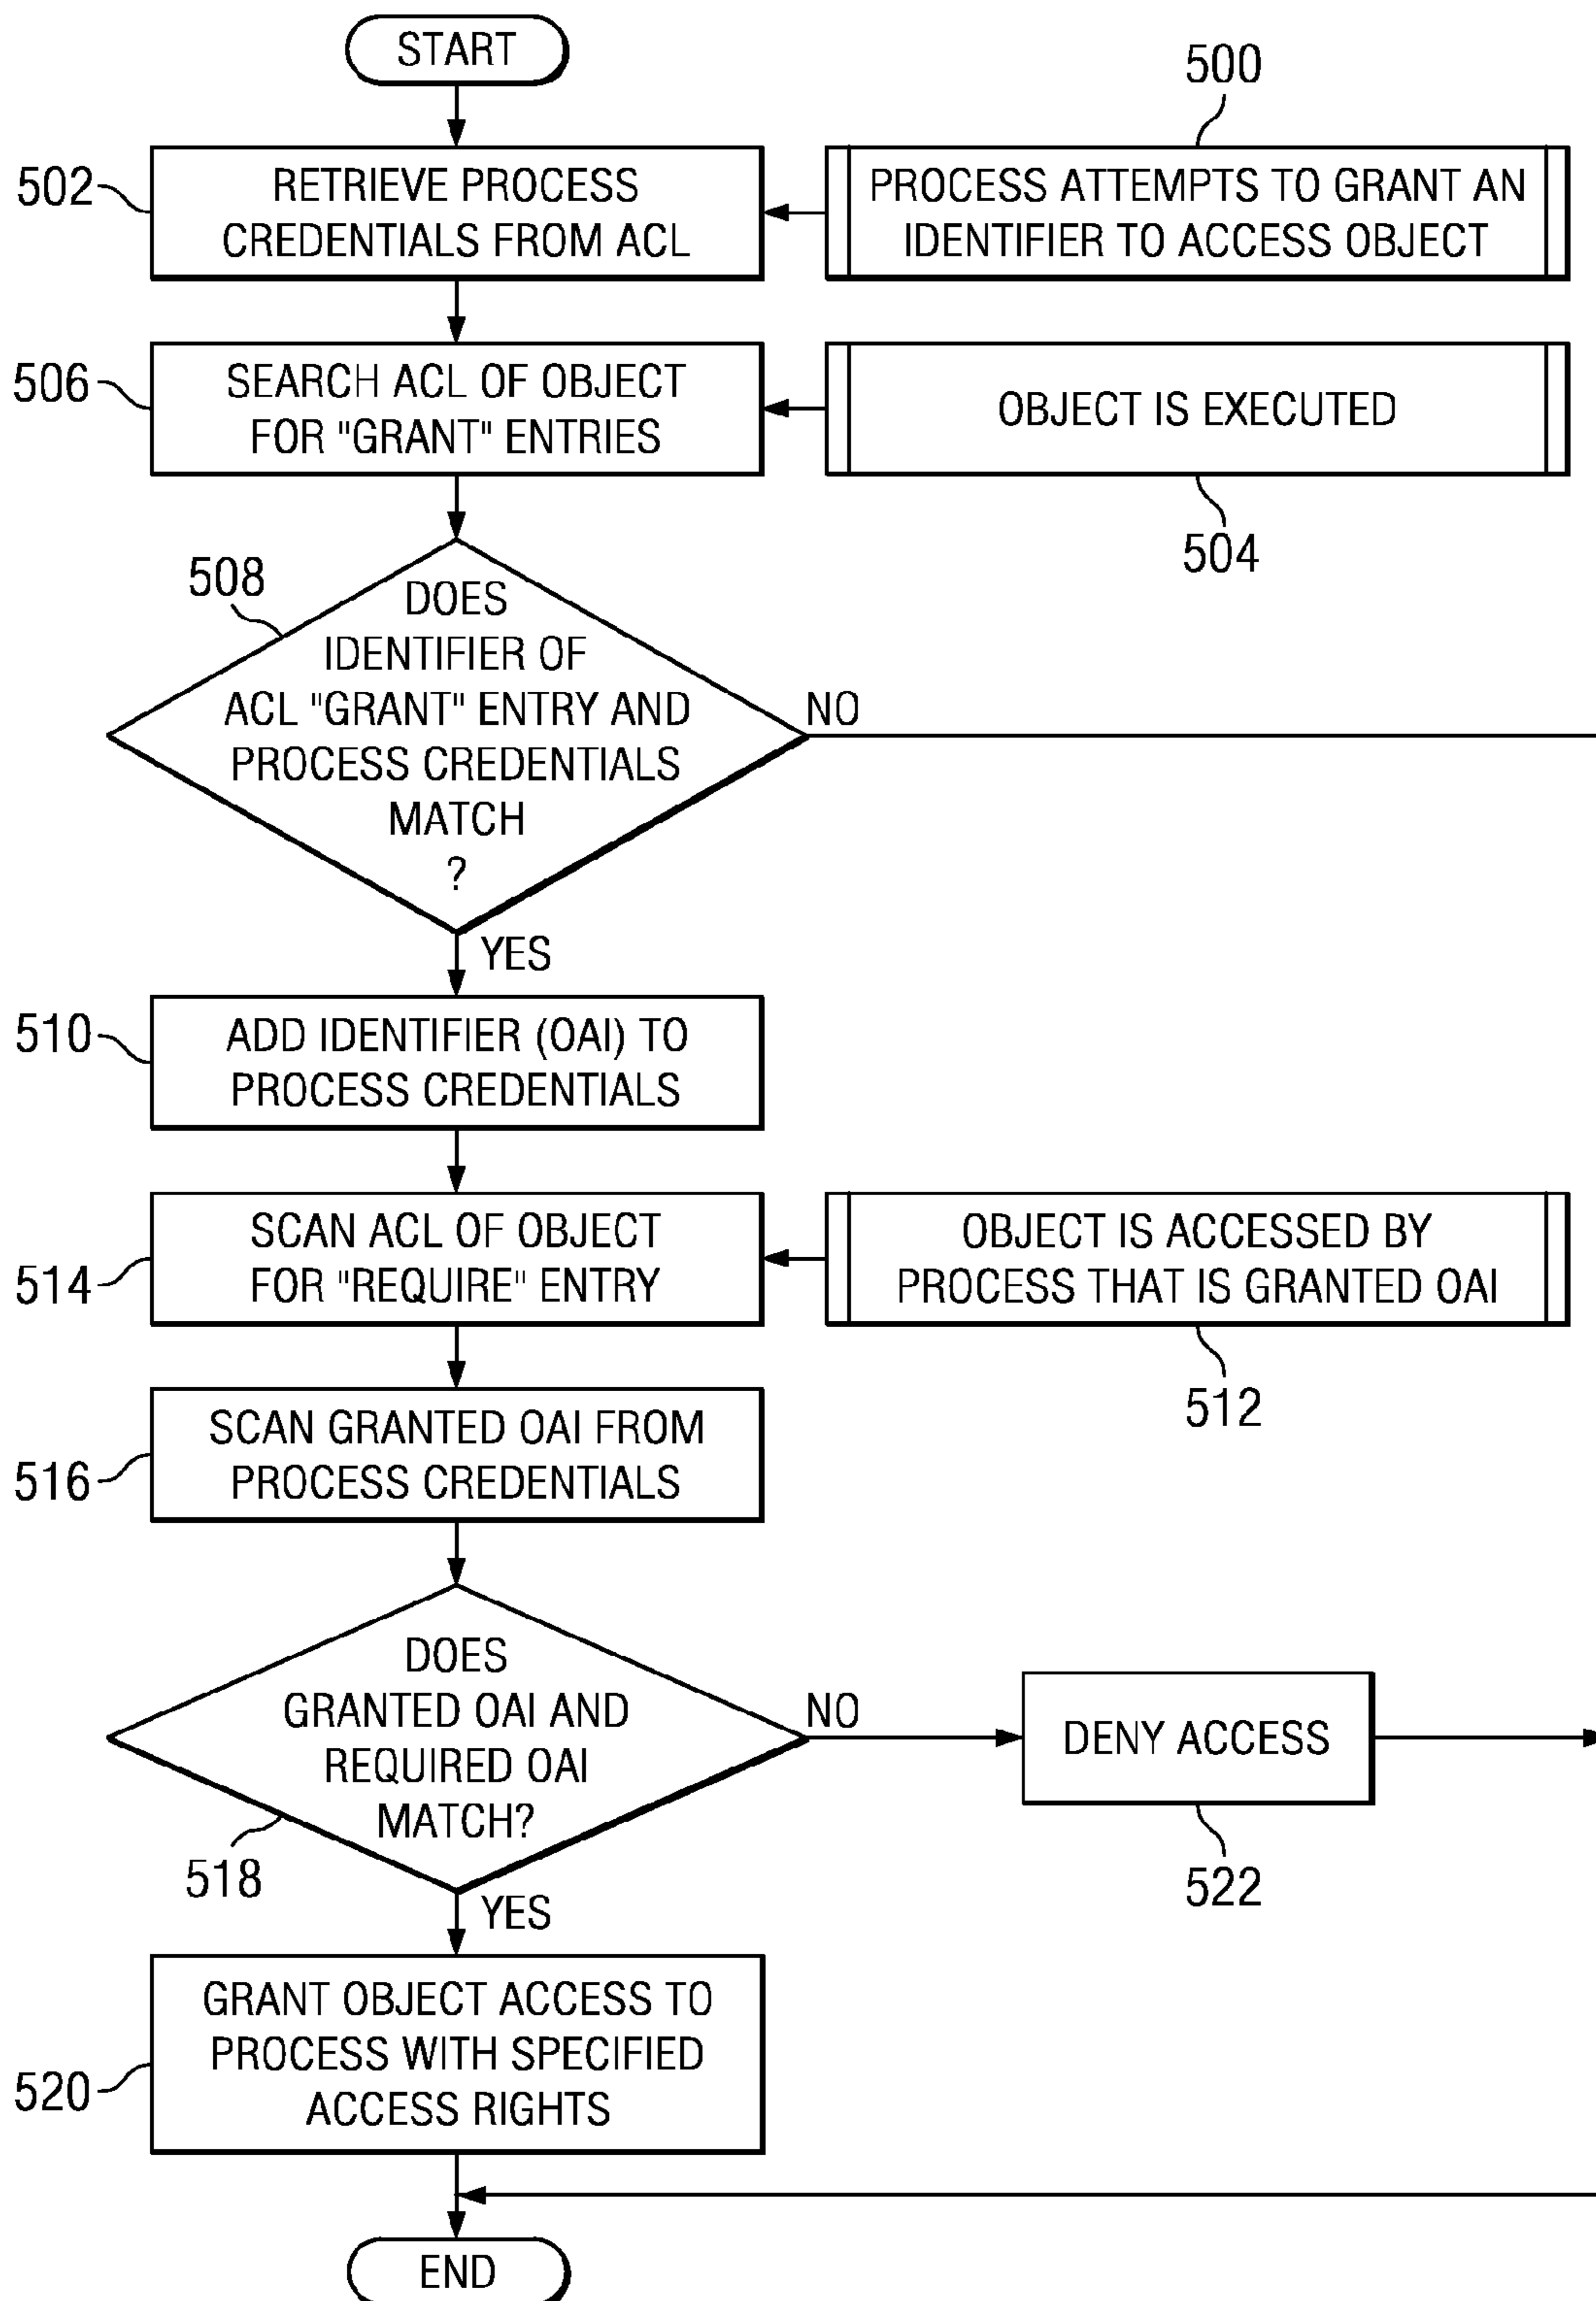 START
500
502
RETRIEVE PROCESS
CREDENTIALS FROM ACL
PROCESS ATTEMPTS TO GRANT AN
IDENTIFIER TO ACCESS OBJECT
506
SEARCH ACL OF OBJECT
FOR "GRANT" ENTRIES
OBJECT IS EXECUTED
504
508
DOES
IDENTIFIER OF
ACL "GRANT" ENTRY AND
PROCESS CREDENTIALS
MATCH
?
NO
YES
510
ADD IDENTIFIER (OAI) TO
PROCESS CREDENTIALS
514
SCAN ACL OF OBJECT
FOR "REQUIRE" ENTRY
OBJECT IS ACCESSED BY
PROCESS THAT IS GRANTED OAI
512
516
SCAN GRANTED OAI FROM
PROCESS CREDENTIALS
DOES
GRANTED OAI AND
REQUIRED OAI
MATCH?
NO
DENY ACCESS
518
522
YES
520
GRANT OBJECT ACCESS TO
PROCESS WITH SPECIFIED
ACCESS RIGHTS
END